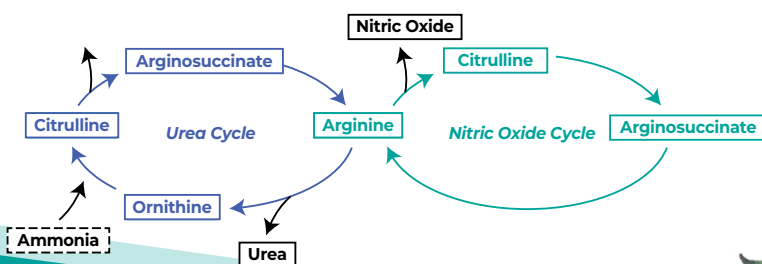 Nitric Oxide
Arginosuccinate
Citrulline
Citrulline
Urea Cycle
Arginine
Nitric Oxide Cycle
Arginosuccinate
Ornithine
Ammonia
Urea